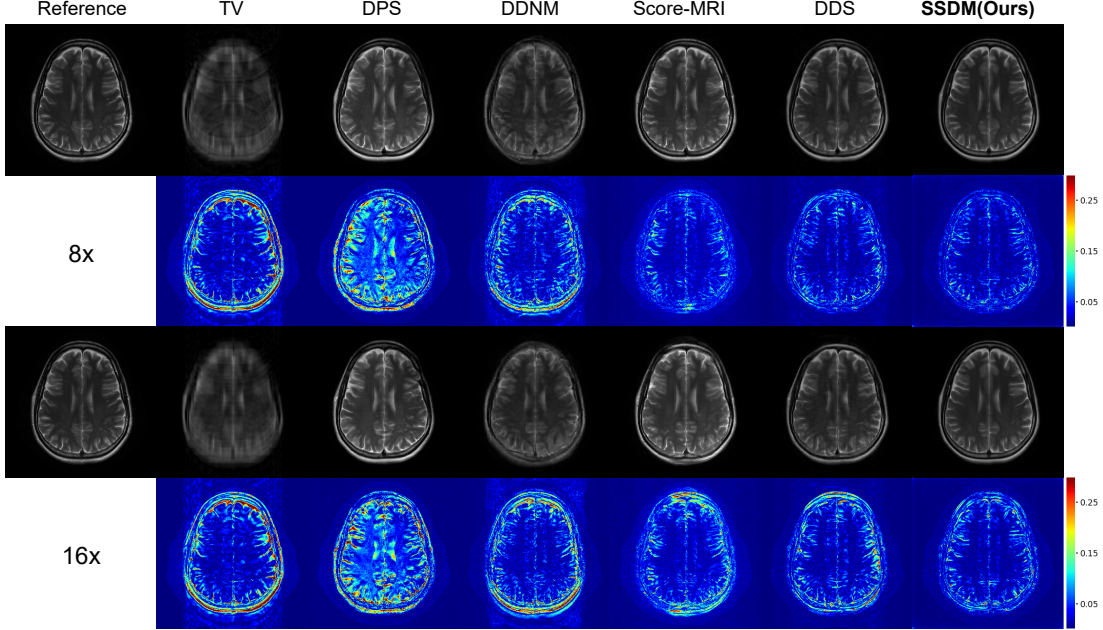 Reference TV DPS DDNM Score-MRI DDS SSDM(Ours)
8x
0.25
0.15
0.05
16x
0.25
0.15
0.05